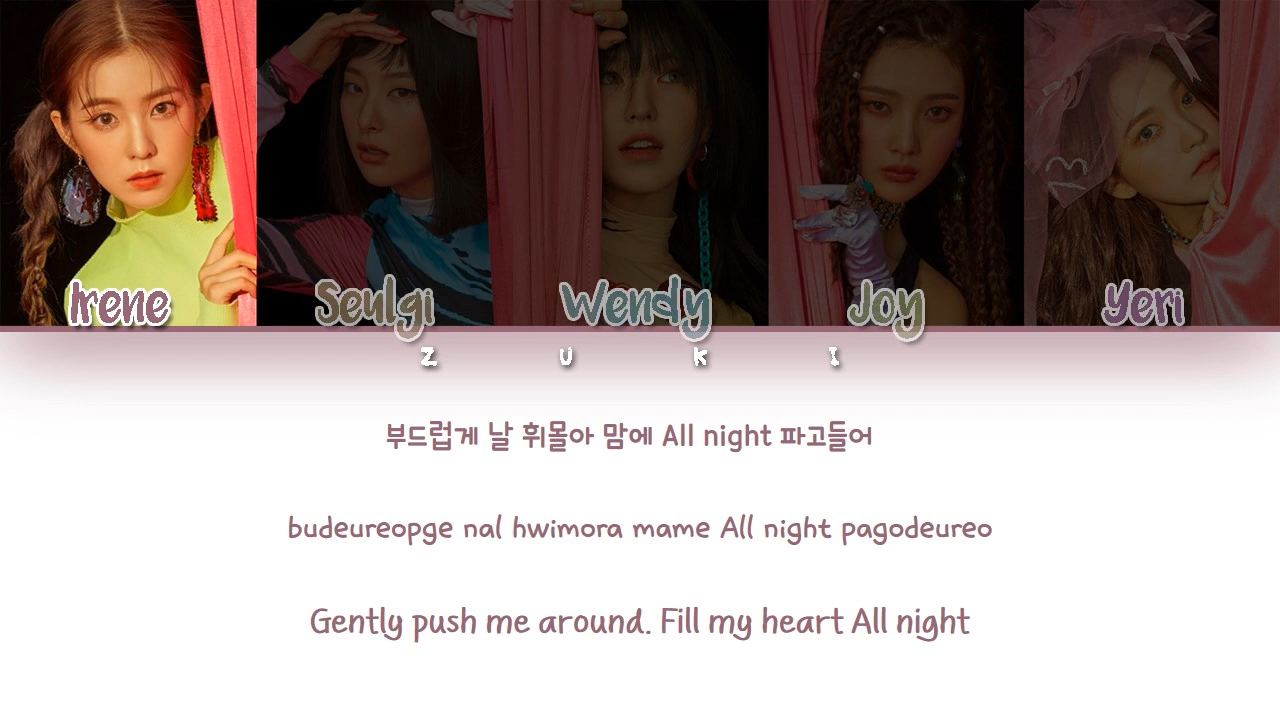 Irene Seulgi Wendy Joy Yeri
Z U K I
부드럽게 날 휘몰아 맘에 All night 파고들어
budeureopge nal hwimora mame All night pagodeureo
Gently push me around. Fill my heart All night